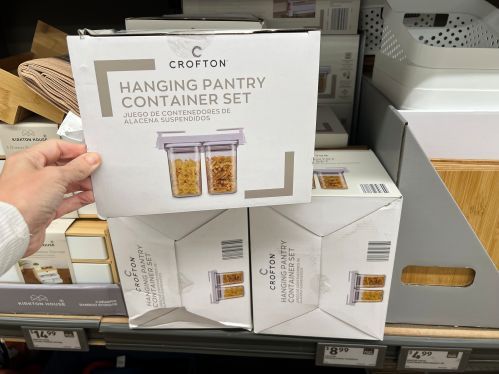 C
CROFTON
HANGING PANTRY
CONTAINER SET
JUEGO DE CONTENEDORES DE
ALACENA SUSPENDIDOS
KIRKTON HOUSE
C
CROFTON
HANGING PANTRY
CONTAINER SET
C
CROFTON
HANGING PANTRY
CONTAINER SET
KIRKTON HOUSE
$14.99
$8.99
$4.99